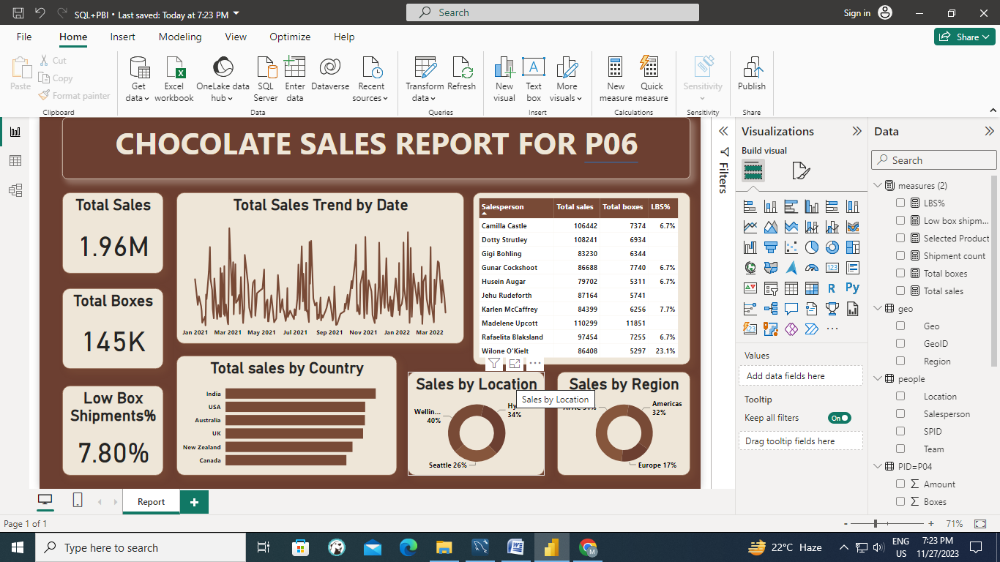 SQL+PBI • Last saved: Today at 7:23 PM
Search
Sign in
File Home Insert Modeling View Optimize Help
Share
Paste
Cut
Copy
Format painter
Clipboard
Get data
Excel workbook
OneLake data hub
SQL Server
Enter data
Dataverse
Recent sources
Data
Transform data
Refresh
Queries
New visual
Text box
More visuals
Insert
New measure
Quick measure
Calculations
Sensitivity
Sensitivity
Publish
Share
CHOCOLATE SALES REPORT FOR P06
Total Sales
1.96M
Total Boxes
145K
Low Box
Shipments%
7.80%
Total Sales Trend by Date
Jan 2021 Mar 2021 May 2021 Jul 2021 Sep 2021 Nov 2021 Jan 2022 Mar 2022
Salesperson Total sales Total boxes LBS%
Camilla Castle 106442 7374 6.7%
Dotty Strutley 108241 6934
Gigi Bohling 83230 6344
Gunar Cockshoot 86688 7740 6.7%
Husein Augar 79702 5311 6.7%
Jehu Rudeforth 87164 5741
Karlen McCaffrey 84399 6256 7.7%
Madelene Upcott 110299 11851
Rafaelita Blaksland 97454 7255 6.7%
Wilone O'Kielt 86408 5297 23.1%
Total sales by Country
India
USA
Australia
UK
New Zealand
Canada
Sales by Location
Sales by Location
Wellin...
40%
34%
Seattle 26%
Sales by Region
Americas
32%
Europe 17%
Filters
Visualizations
Build visual
R
Py
123
Values
Add data fields here
Tooltip
Keep all filters
On
Drag tooltip fields here
Data
Search
measures (2)
LBS%
Low box shipm...
Selected Product
Shipment count
Total boxes
Total sales
geo
Geo
GeoID
Region
people
Location
Salesperson
SPID
Team
PID=P04
Amount
Boxes
Report
Page 1 of 1
71%
Type here to search
22°C Haze
ENG
US
7:23 PM
11/27/2023